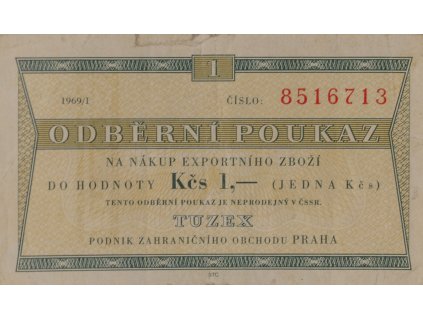 1
1969/I ČÍSLO: 8516713
ODBĚRNÍ POUKAZ
NA NÁKUP EXPORTNÍHO ZBOŽÍ
DO HODNOTY Kčs 1,— (JEDNA Kčs)
TENTO ODBĚRNÍ POUKAZ JE NEPRODEJNÝ V ČSSR.
TUZEX
PODNIK ZAHRANIČNÍHO OBCHODU PRAHA
STC